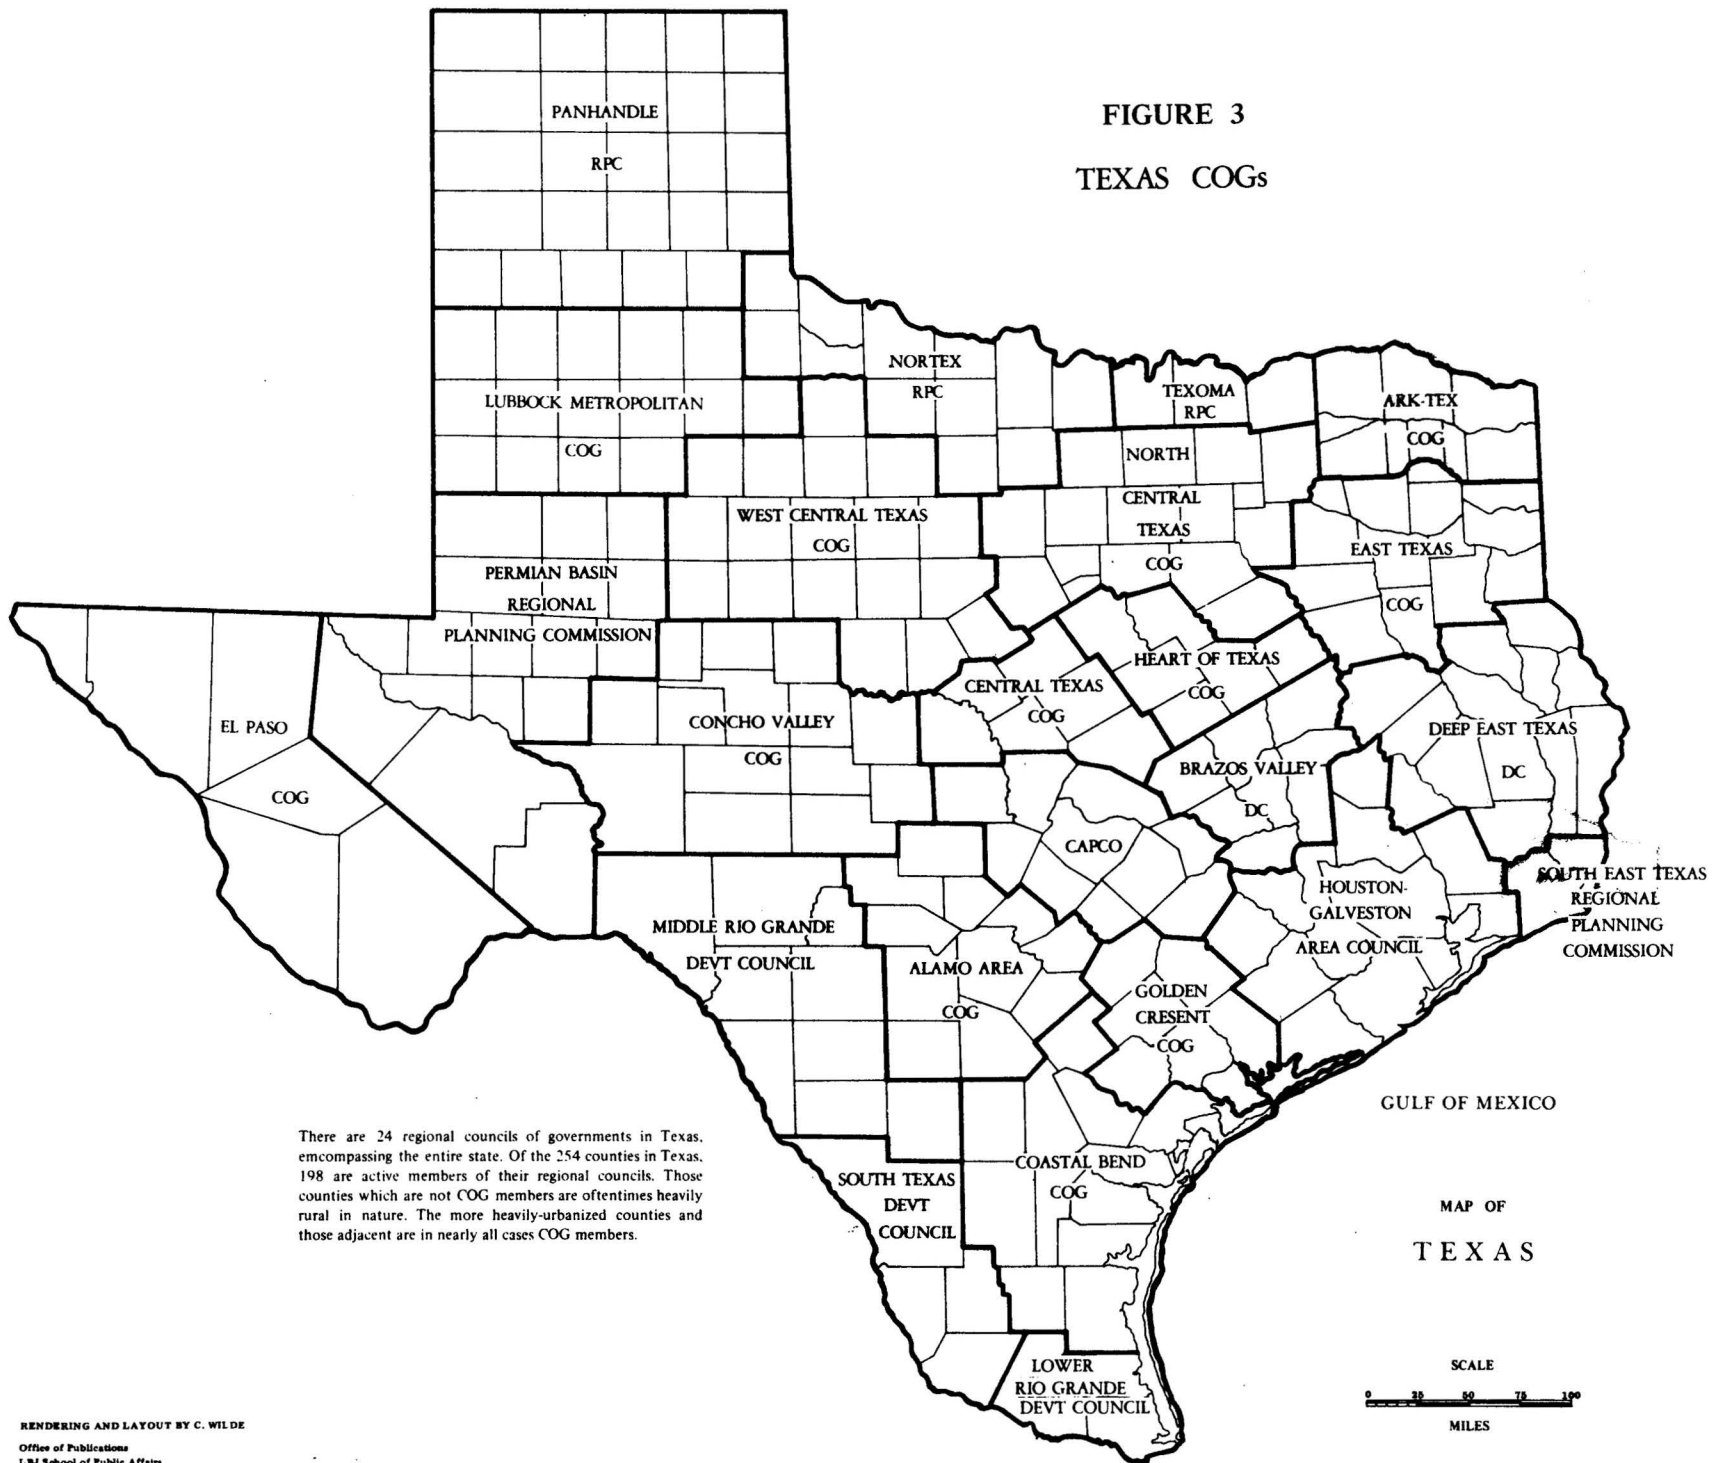 FIGURE 3
TEXAS COGs
PANHANDLE
RPC
NORTEX
RPC
TEXOMA
RPC
ARK-TEX
COG
LUBBOCK METROPOLITAN
COG
NORTH
CENTRAL
TEXAS
COG
WEST CENTRAL TEXAS
COG
EAST TEXAS
COG
PERMIAN BASIN
REGIONAL
PLANNING COMMISSION
EL PASO
COG
CONCHO VALLEY
COG
CENTRAL TEXAS
COG
HEART OF TEXAS
COG
DEEP EAST TEXAS
DC
BRAZOS VALLEY
DC
CAPCO
SOUTH EAST TEXAS
REGIONAL
PLANNING
COMMISSION
HOUSTON-
GALVESTON
AREA COUNCIL
MIDDLE RIO GRANDE
DEVT COUNCIL
ALAMO AREA
COG
GOLDEN
CRESENT
COG
GULF OF MEXICO
COASTAL BEND
COG
SOUTH TEXAS
DEVT
COUNCIL
LOWER
RIO GRANDE
DEVT COUNCIL
There are 24 regional councils of governments in Texas,
emcompassing the entire state. Of the 254 counties in Texas,
198 are active members of their regional councils. Those
counties which are not COG members are oftentimes heavily
rural in nature. The more heavily-urbanized counties and
those adjacent are in nearly all cases COG members.
MAP OF
TEXAS
SCALE
0 25 50 75 100
MILES
RENDERING AND LAYOUT BY C. WILDE
Office of Publications
LBJ School of Public Affairs